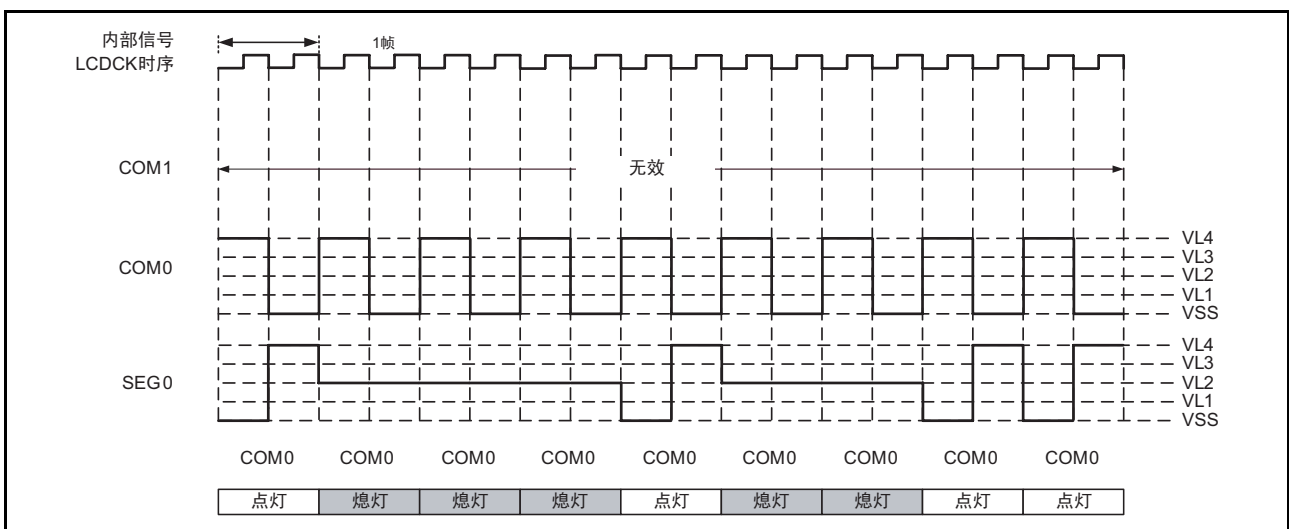 内部信号
LCDCK时序
1帧
COM1
无效
COM0
VL4
VL3
VL2
VL1
VSS
SEG0
VL4
VL3
VL2
VL1
VSS
COM0 COM0 COM0 COM0 COM0 COM0 COM0 COM0 COM0
点灯 熄灯 熄灯 熄灯 点灯 熄灯 熄灯 点灯 点灯